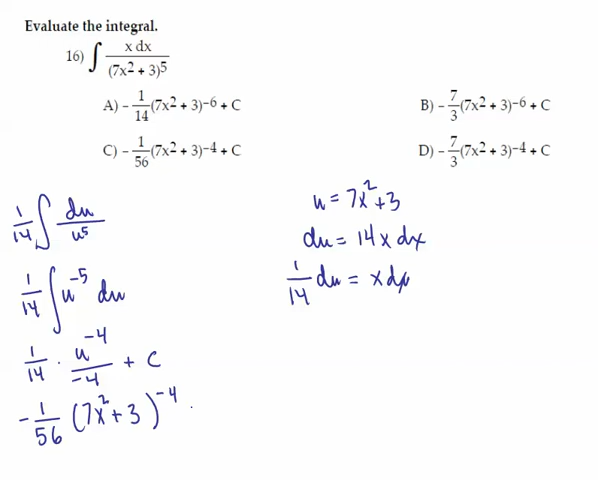 Evaluate the integral.
16) ∫ x dx / (7x² + 3)⁵
A) – 1/14 (7x² + 3)⁻⁶ + C
B) – 7/3 (7x² + 3)⁻⁶ + C
C) – 1/56 (7x² + 3)⁻⁴ + C
D) – 7/3 (7x² + 3)⁻⁴ + C
u = 7x² + 3
du = 14x dx
1/14 du = x dx
1/14 ∫ du / u⁵
1/14 ∫ u⁻⁵ du
1/14 · u⁻⁴ / -4 + C
- 1/56 (7x² + 3)⁻⁴